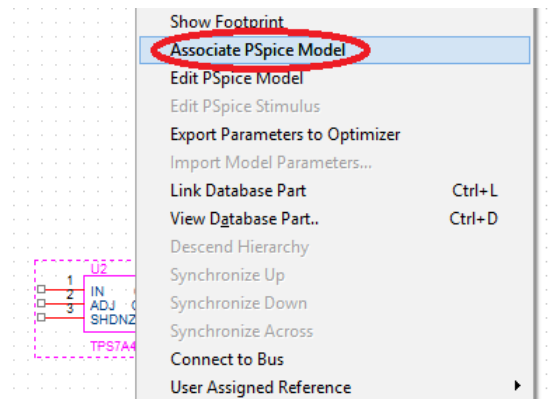 Show Footprint
Associate PSpice Model
Edit PSpice Model
Edit PSpice Stimulus
Export Parameters to Optimizer
Import Model Parameters...
Link Database Part Ctrl+L
View Database Part.. Ctrl+D
Descend Hierarchy
Synchronize Up
Synchronize Down
Synchronize Across
Connect to Bus
User Assigned Reference
U2
1
2 IN
3 ADJ
SHDNZ
TPS7A4